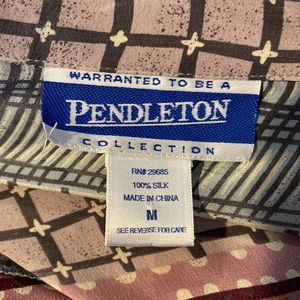 WARRANTED TO BE A
PENDLETON
COLLECTION
RN# 29685
100% SILK
MADE IN CHINA
M
SEE REVERSE FOR CARE